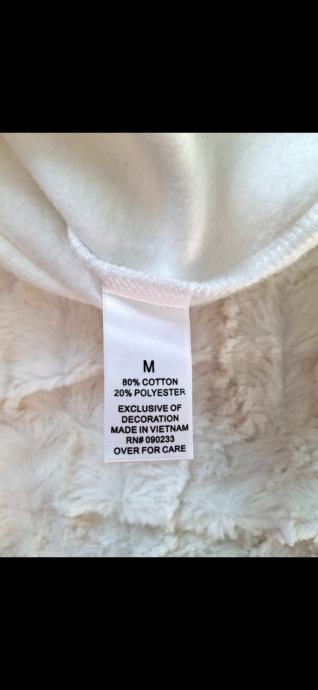 M
80% COTTON
20% POLYESTER
EXCLUSIVE OF
DECORATION
MADE IN VIETNAM
RN# 090233
OVER FOR CARE